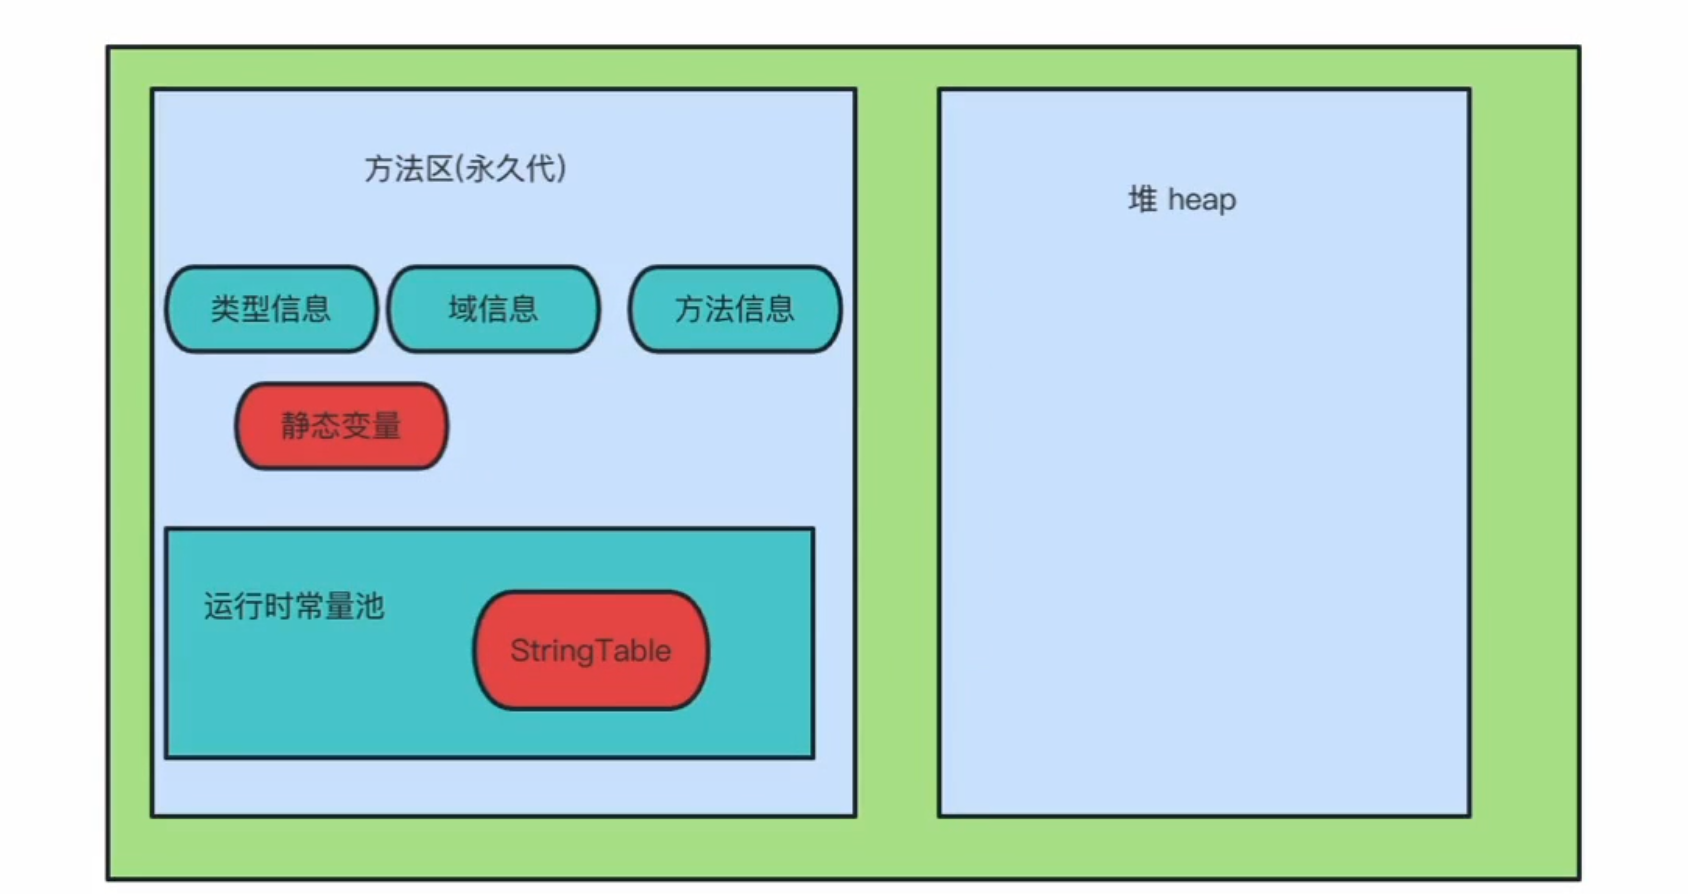 方法区(永久代)
堆 heap
类型信息
域信息
方法信息
静态变量
运行时常量池
StringTable